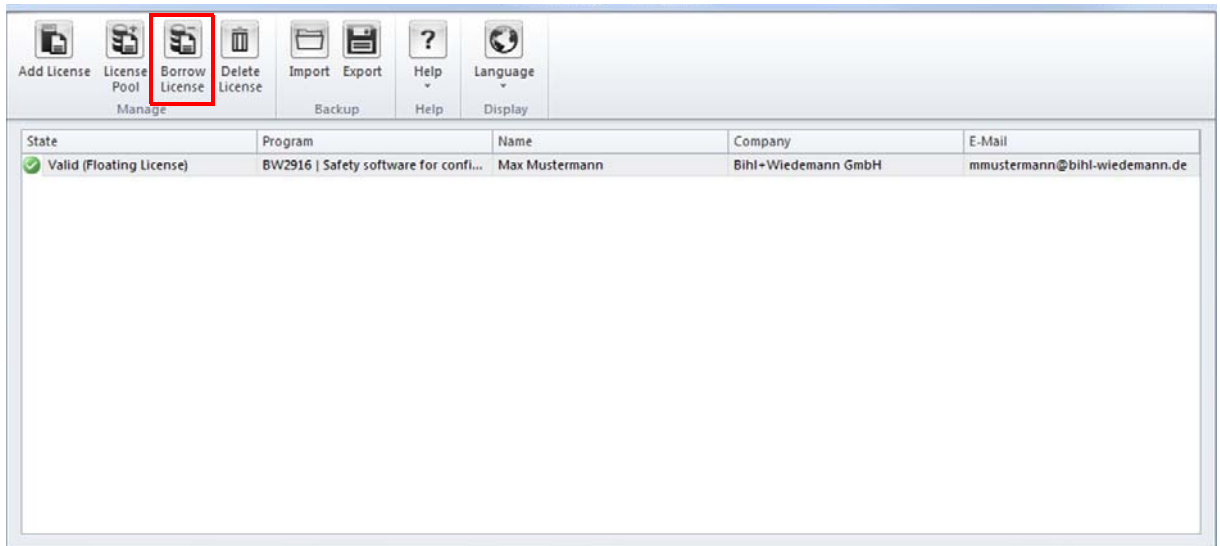 Add License License Pool Borrow License Delete License Import Export Help Language
Manage Backup Help Display
State Program Name Company E-Mail
Valid (Floating License) BW2916 | Safety software for confi... Max Mustermann Bihl+Wiedemann GmbH mmustermann@bihl-wiedemann.de